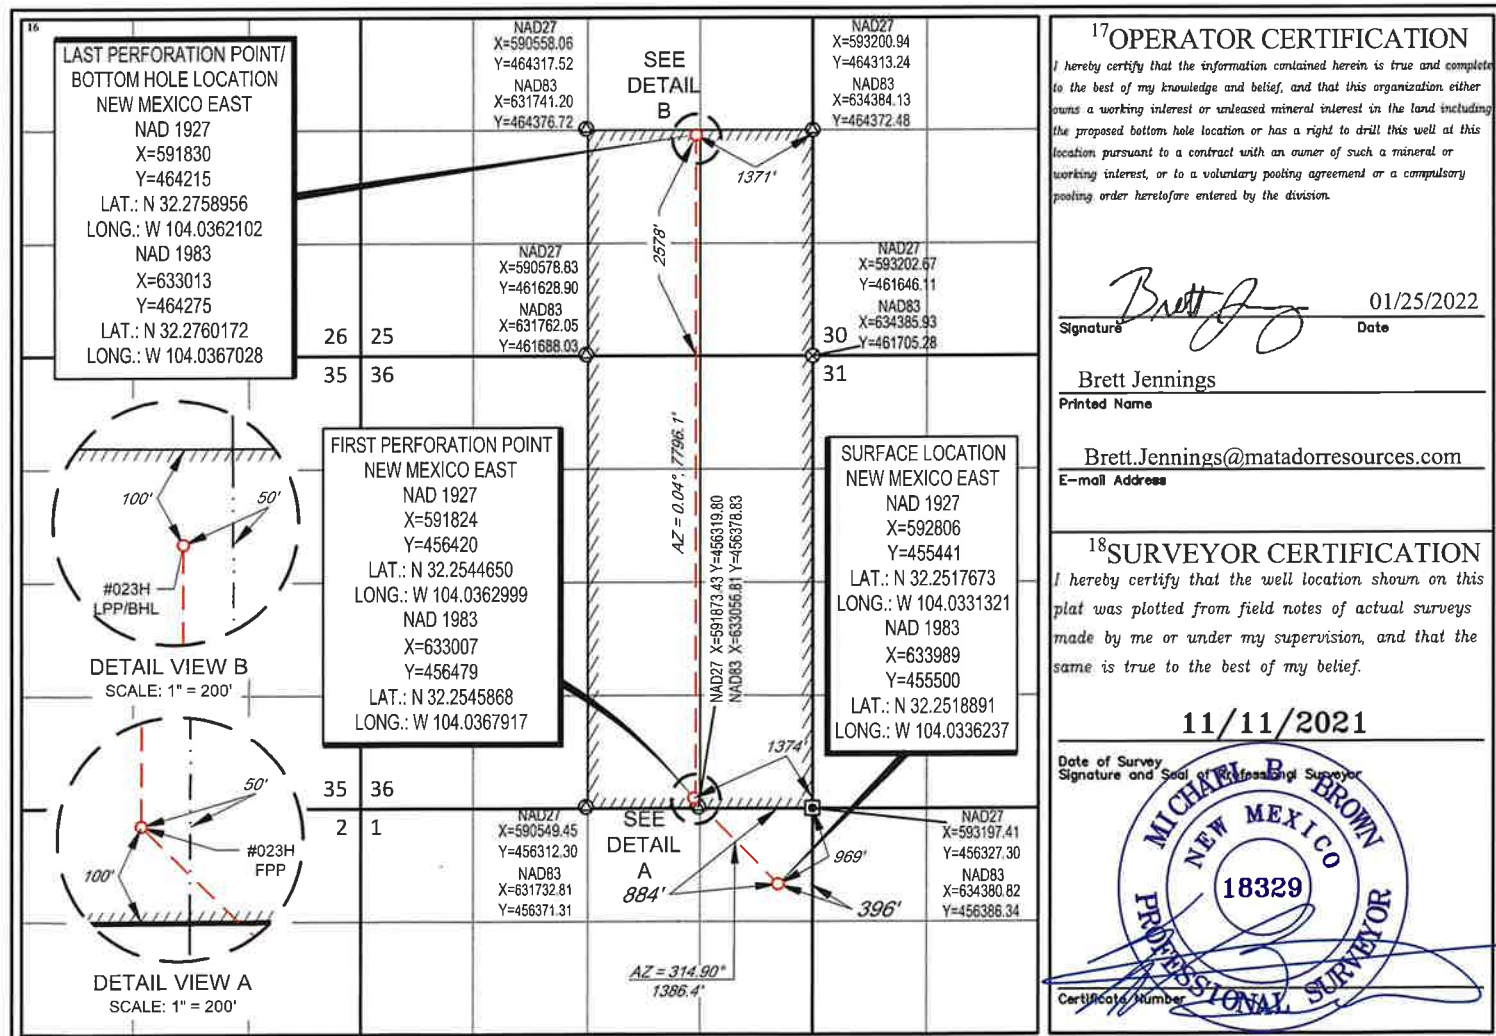 16
LAST PERFORATION POINT/
BOTTOM HOLE LOCATION
NEW MEXICO EAST
NAD 1927
X=591830
Y=464215
LAT.: N 32.2758956
LONG.: W 104.0362102
NAD 1983
X=633013
Y=464275
LAT.: N 32.2760172
LONG.: W 104.0367028
NAD27
X=590558.06
Y=464317.52
NAD83
X=631741.20
Y=464376.72
SEE
DETAIL
B
NAD27
X=593200.94
Y=464313.24
NAD83
X=634384.13
Y=464372.48
1371'
2578'
NAD27
X=590578.83
Y=461628.90
NAD83
X=631762.05
Y=461688.03
NAD27
X=593202.67
Y=461646.11
NAD83
X=634385.93
Y=461705.28
26 25
35 36
30
31
100'
50'
#023H
LPP/BHL
DETAIL VIEW B
SCALE: 1" = 200'
FIRST PERFORATION POINT
NEW MEXICO EAST
NAD 1927
X=591824
Y=456420
LAT.: N 32.2544650
LONG.: W 104.0362999
NAD 1983
X=633007
Y=456479
LAT.: N 32.2545868
LONG.: W 104.0367917
AZ = 0.04°, 7796.1'
NAD27 X=591873.43 Y=456319.80
NAD83 X=633056.81 Y=456378.83
SURFACE LOCATION
NEW MEXICO EAST
NAD 1927
X=592806
Y=455441
LAT.: N 32.2517673
LONG.: W 104.0331321
NAD 1983
X=633989
Y=455500
LAT.: N 32.2518891
LONG.: W 104.0336237
1374'
35 36
2 1
50'
#023H
FPP
100'
DETAIL VIEW A
SCALE: 1" = 200'
NAD27
X=590549.45
Y=456312.30
NAD83
X=631732.81
Y=456371.31
SEE
DETAIL
A
884'
969'
396'
AZ = 314.90°
1386.4'
NAD27
X=593197.41
Y=456327.30
NAD83
X=634380.82
Y=456386.34
17OPERATOR CERTIFICATION
I hereby certify that the information contained herein is true and complete
to the best of my knowledge and belief, and that this organization either
owns a working interest or unleased mineral interest in the land including
the proposed bottom hole location or has a right to drill this well at this
location pursuant to a contract with an owner of such a mineral or
working interest, or to a voluntary pooling agreement or a compulsory
pooling order heretofore entered by the division.
01/25/2022
Signature Date
Brett Jennings
Printed Name
Brett.Jennings@matadorresources.com
E-mail Address
18SURVEYOR CERTIFICATION
I hereby certify that the well location shown on this
plat was plotted from field notes of actual surveys
made by me or under my supervision, and that the
same is true to the best of my belief.
11/11/2021
Date of Survey
Signature and Seal of Professional Surveyor
MICHAEL B. BROWN
NEW MEXICO
18329
PROFESSIONAL SURVEYOR
Certificate Number